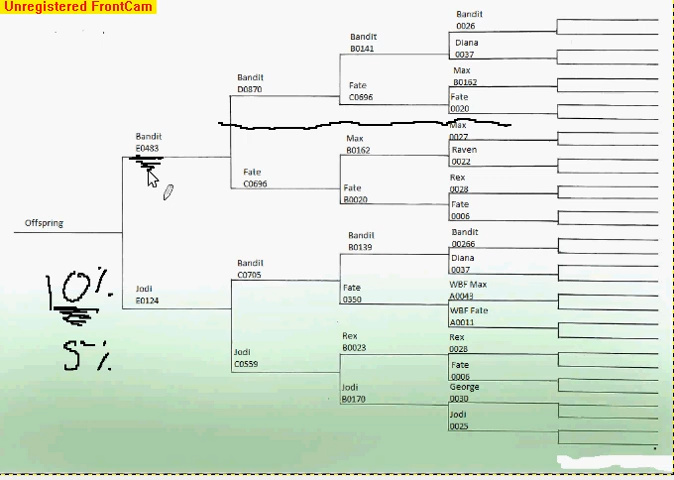 Unregistered FrontCam
Bandit
0026
Bandit
B0141
Diana
0037
Bandit
D0870
Max
B0162
Fate
C0696
Fate
0020
Bandit
E0483
Max
0027
Max
B0162
Raven
0022
Fate
C0696
Rex
0028
Fate
B0020
Fate
0006
Offspring
Bandit
00266
Bandit
B0139
Diana
0037
Bandit
C0705
WBF Max
A0043
Jodi
E0124
Fate
0350
WBF Fate
A0011
10%
Rex
B0023
Rex
0028
5%
Jodi
C0559
Fate
0006
Jodi
B0170
George
0030
Jodi
0025